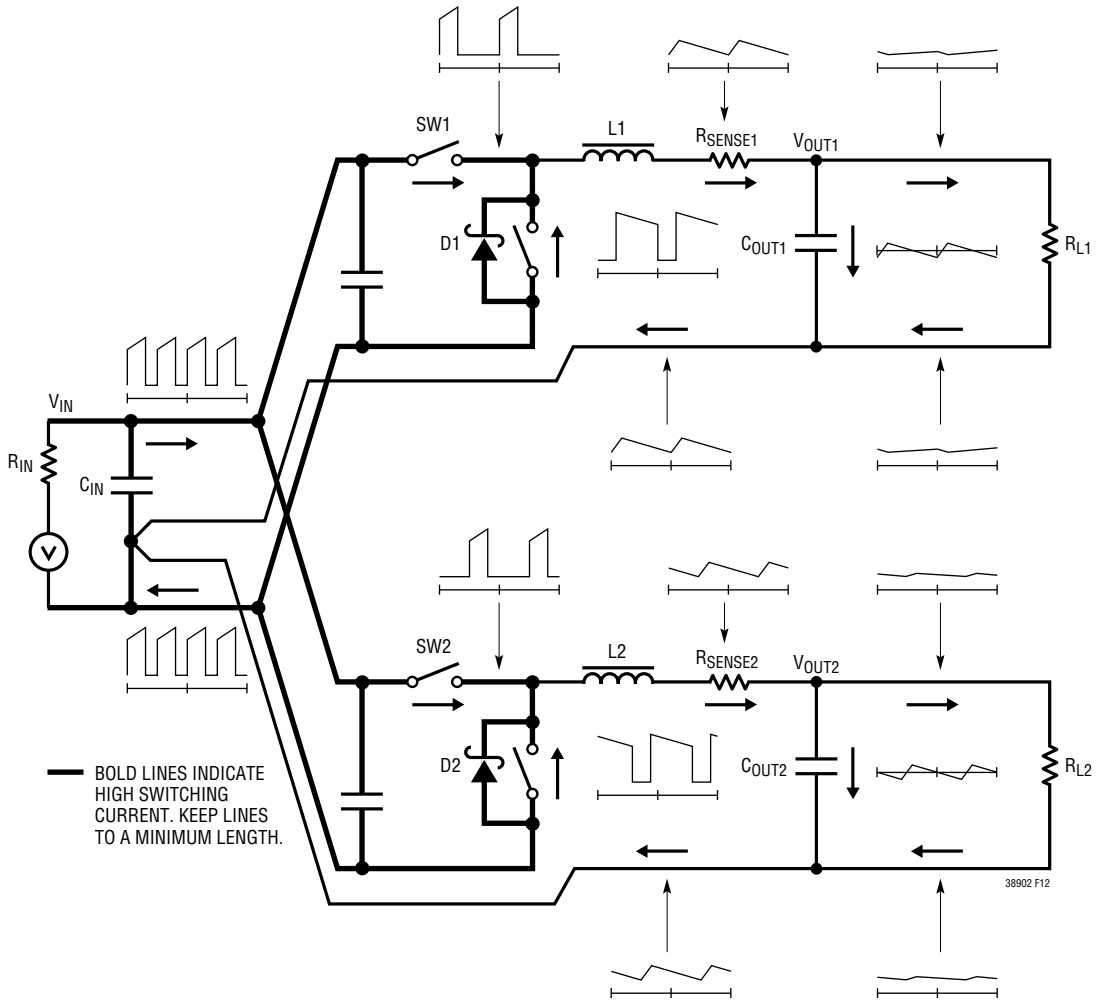 SW1
L1
RSENSE1
VOUT1
D1
COUT1
RL1
VIN
RIN
CIN
V
SW2
L2
RSENSE2
VOUT2
D2
COUT2
RL2
BOLD LINES INDICATE
HIGH SWITCHING
CURRENT. KEEP LINES
TO A MINIMUM LENGTH.
38902 F12